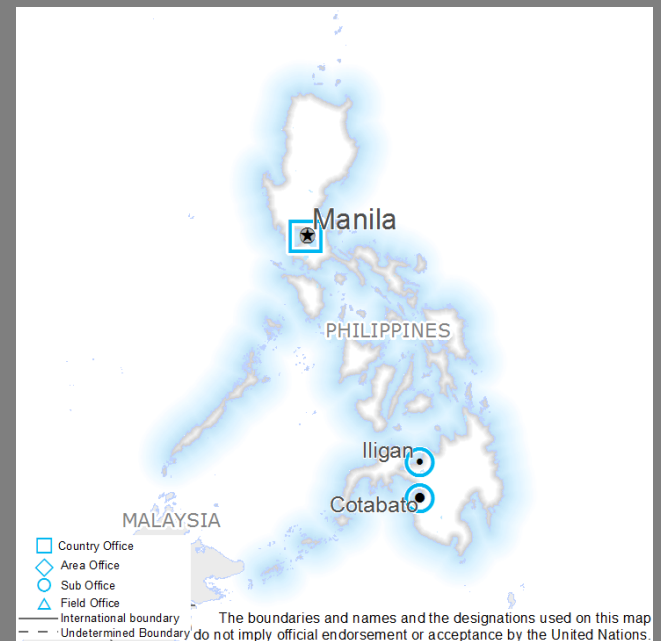 Manila
PHILIPPINES
Iligan
Cotabato
MALAYSIA
Country Office
Area Office
Sub Office
Field Office
International boundary
Undetermined Boundary
The boundaries and names and the designations used on this map
do not imply official endorsement or acceptance by the United Nations.